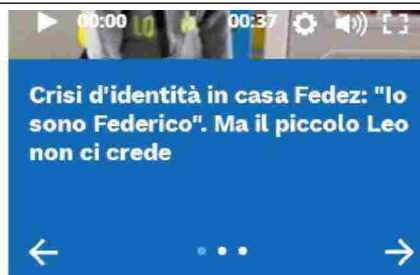 00:00 00:37
Crisi d'identità in casa Fedez: "Io
sono Federico". Ma il piccolo Leo
non ci crede